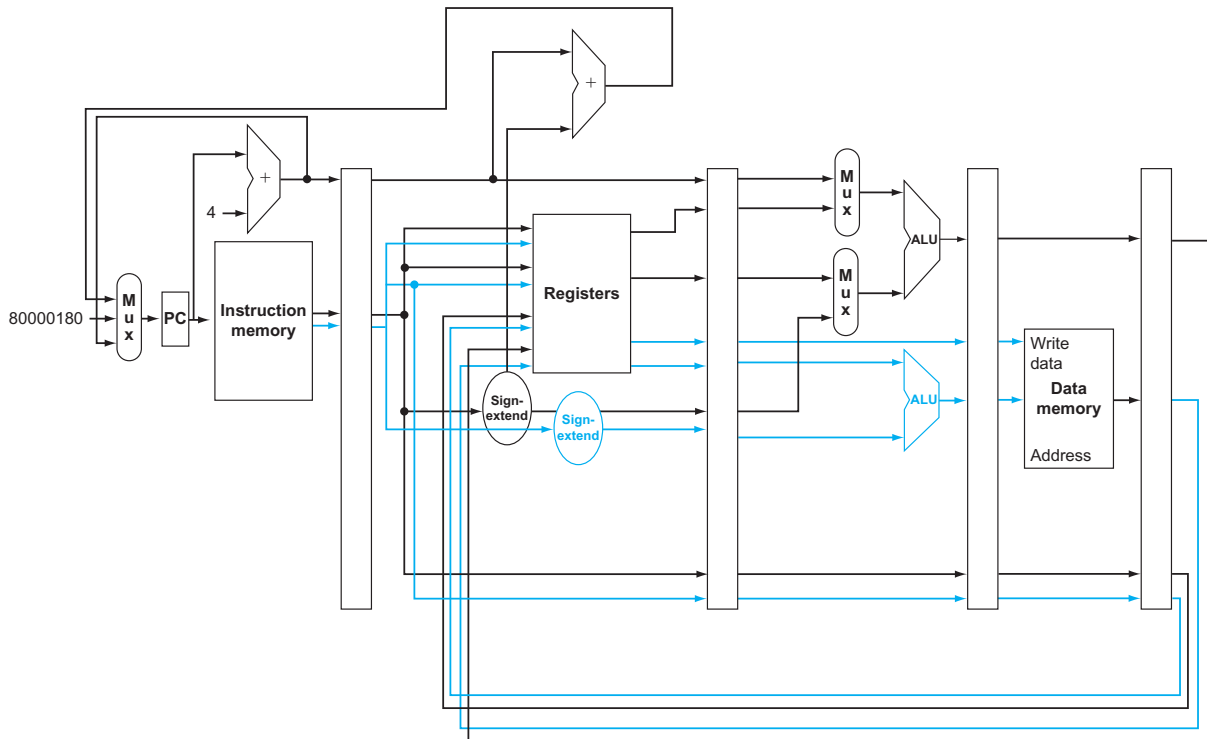 +
+
4
M
u
x
80000180
PC
Instruction
memory
Registers
Sign-
extend
Sign-
extend
M
u
x
M
u
x
ALU
ALU
Write
data
Data
memory
Address